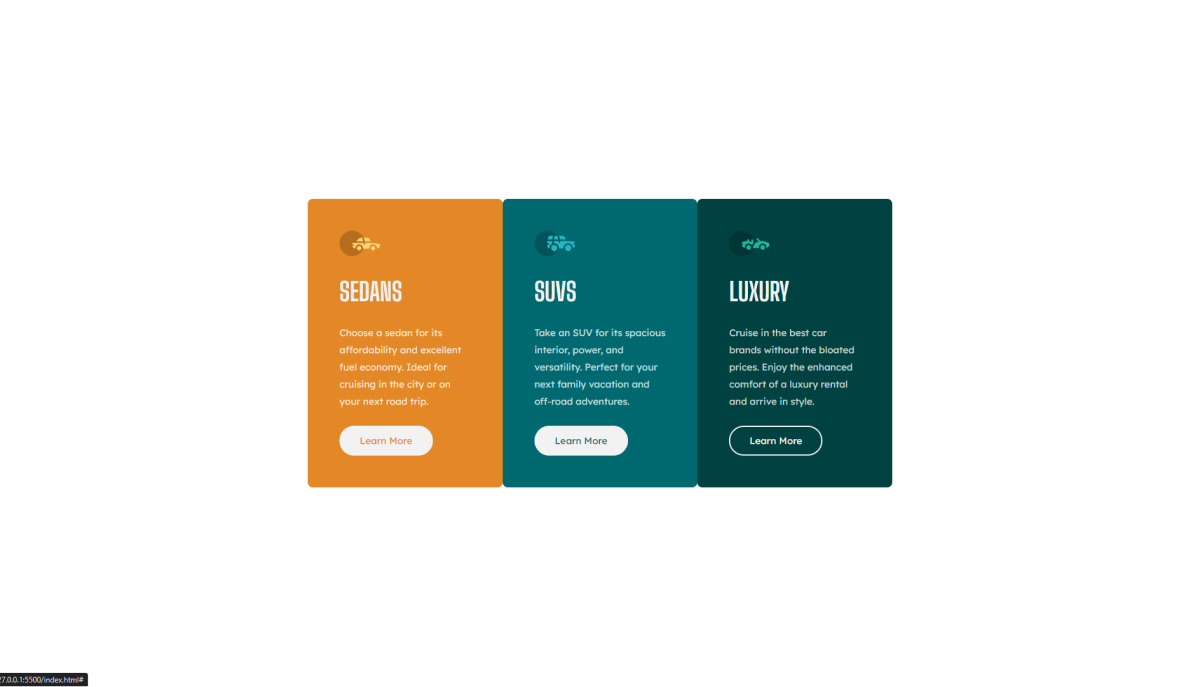 SEDANS
Choose a sedan for its
affordability and excellent
fuel economy. Ideal for
cruising in the city or on
your next road trip.
Learn More
SUVS
Take an SUV for its spacious
interior, power, and
versatility. Perfect for your
next family vacation and
off-road adventures.
Learn More
LUXURY
Cruise in the best car
brands without the bloated
prices. Enjoy the enhanced
comfort of a luxury rental
and arrive in style.
Learn More
27.0.0.1:5500/index.html#